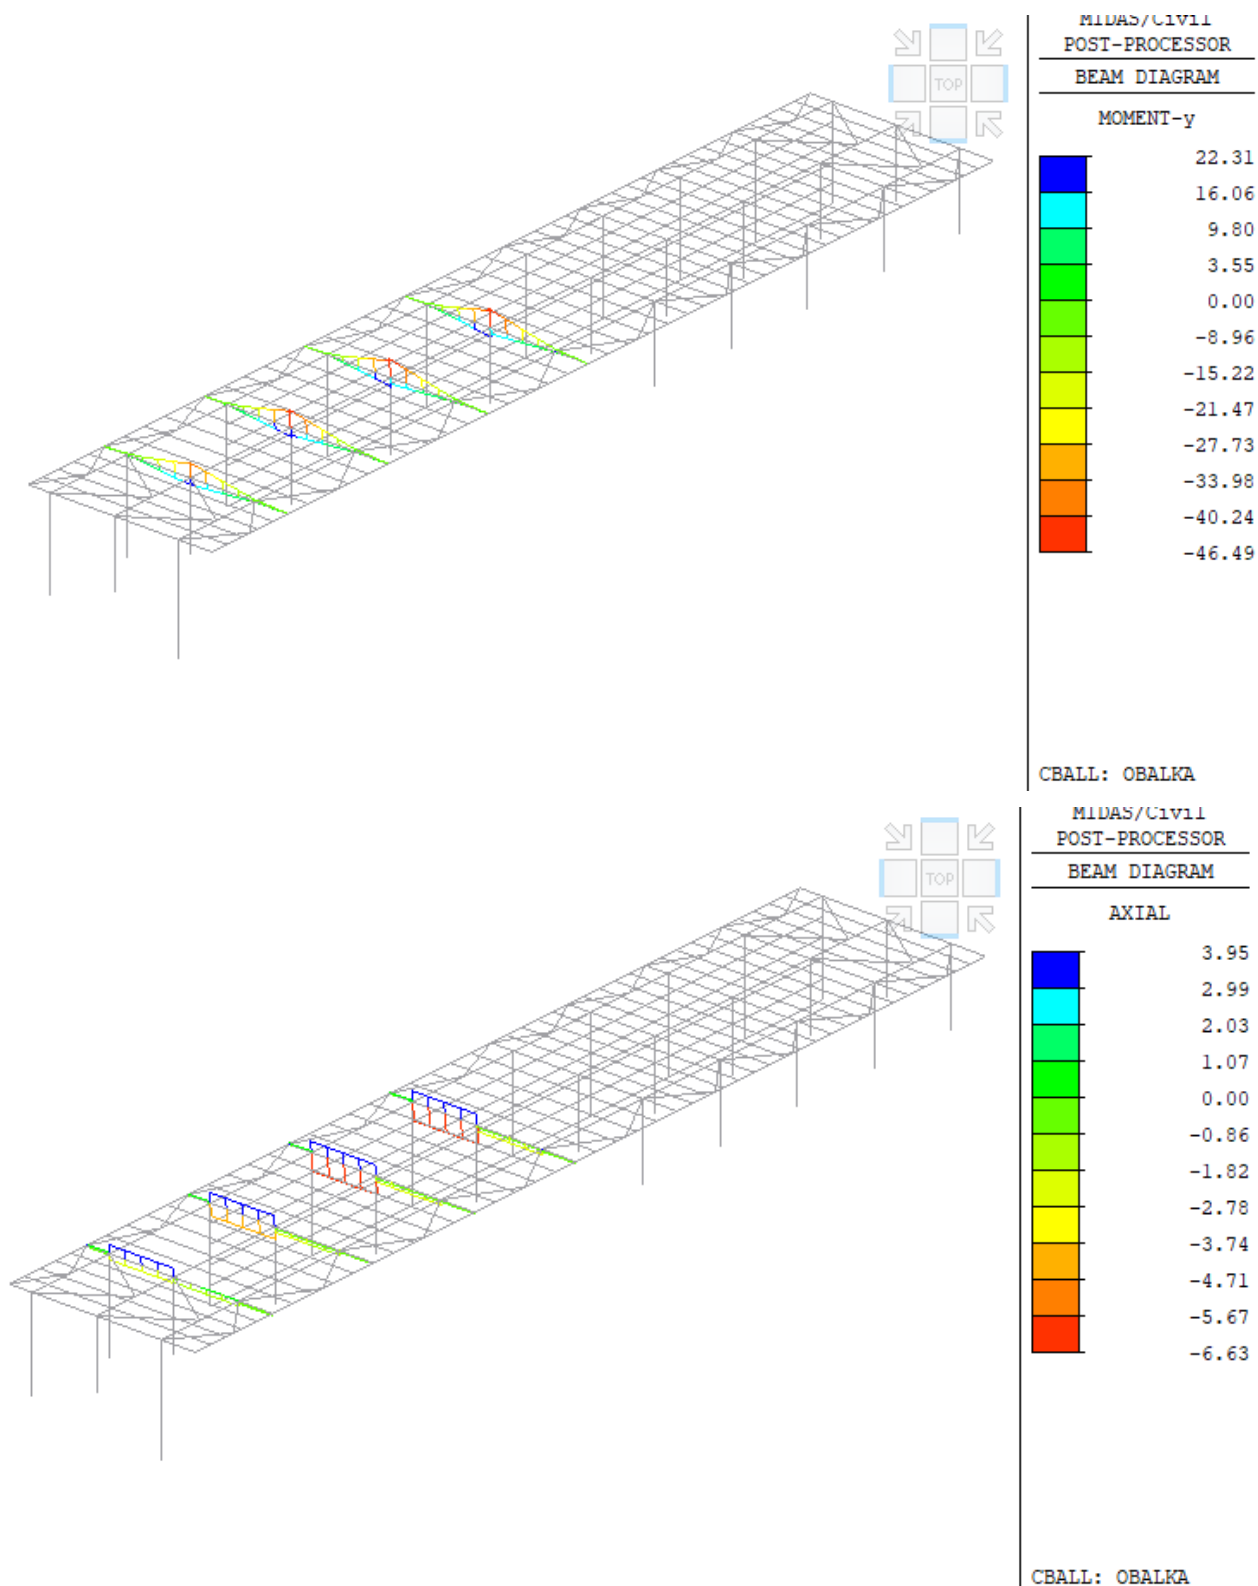 TOP
MIDAS/Civil
POST-PROCESSOR
BEAM DIAGRAM
MOMENT-y
22.31
16.06
9.80
3.55
0.00
-8.96
-15.22
-21.47
-27.73
-33.98
-40.24
-46.49
CBALL: OBALKA
TOP
MIDAS/Civil
POST-PROCESSOR
BEAM DIAGRAM
AXIAL
3.95
2.99
2.03
1.07
0.00
-0.86
-1.82
-2.78
-3.74
-4.71
-5.67
-6.63
CBALL: OBALKA